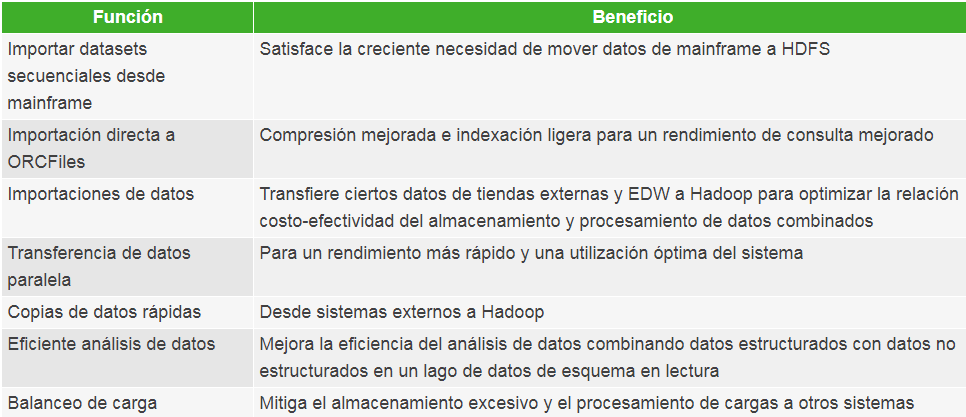 Función Beneficio
Importar datasets Satisface la creciente necesidad de mover datos de mainframe a HDFS
secuenciales desde
mainframe
Importación directa a Compresión mejorada e indexación ligera para un rendimiento de consulta mejorado
ORCFiles
Importaciones de datos Transfiere ciertos datos de tiendas externas y EDW a Hadoop para optimizar la relación
costo-efectividad del almacenamiento y procesamiento de datos combinados
Transferencia de datos Para un rendimiento más rápido y una utilización óptima del sistema
paralela
Copias de datos rápidas Desde sistemas externos a Hadoop
Eficiente análisis de datos Mejora la eficiencia del análisis de datos combinando datos estructurados con datos no
estructurados en un lago de datos de esquema en lectura
Balanceo de carga Mitiga el almacenamiento excesivo y el procesamiento de cargas a otros sistemas